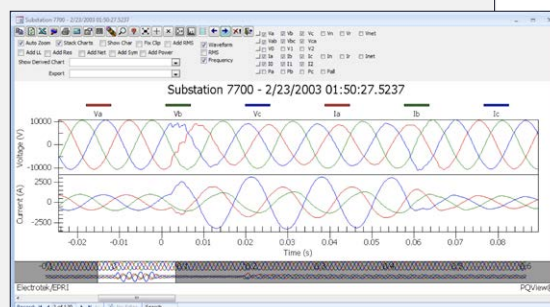 Substation 7700 - 2/23/2003 01:50:27.5237
Va Vb Vc Vn Vr Vnet
Vab Vbc Vca
V0 V1 V2
Ia Ib Ic In Ir Inet
I0 I1 I2
Pa Pb Pc Full
Auto Zoom Stack Charts Show Char Fix Clip Add RMS
Add LL Add Res Add Net Add Sym Add Power
Waveform
RMS
Frequency
Show Derived Chart
Export
Substation 7700 - 2/23/2003 01:50:27.5237
Va Vb Vc Ia Ib Ic
Voltage (V)
10000
0
-10000
Current (A)
2500
0
-2500
-0.02 -0.01 0 0.01 0.02 0.03 0.04 0.05 0.06 0.07 0.08
Time (s)
Electrotek/EPRI PQView
Search